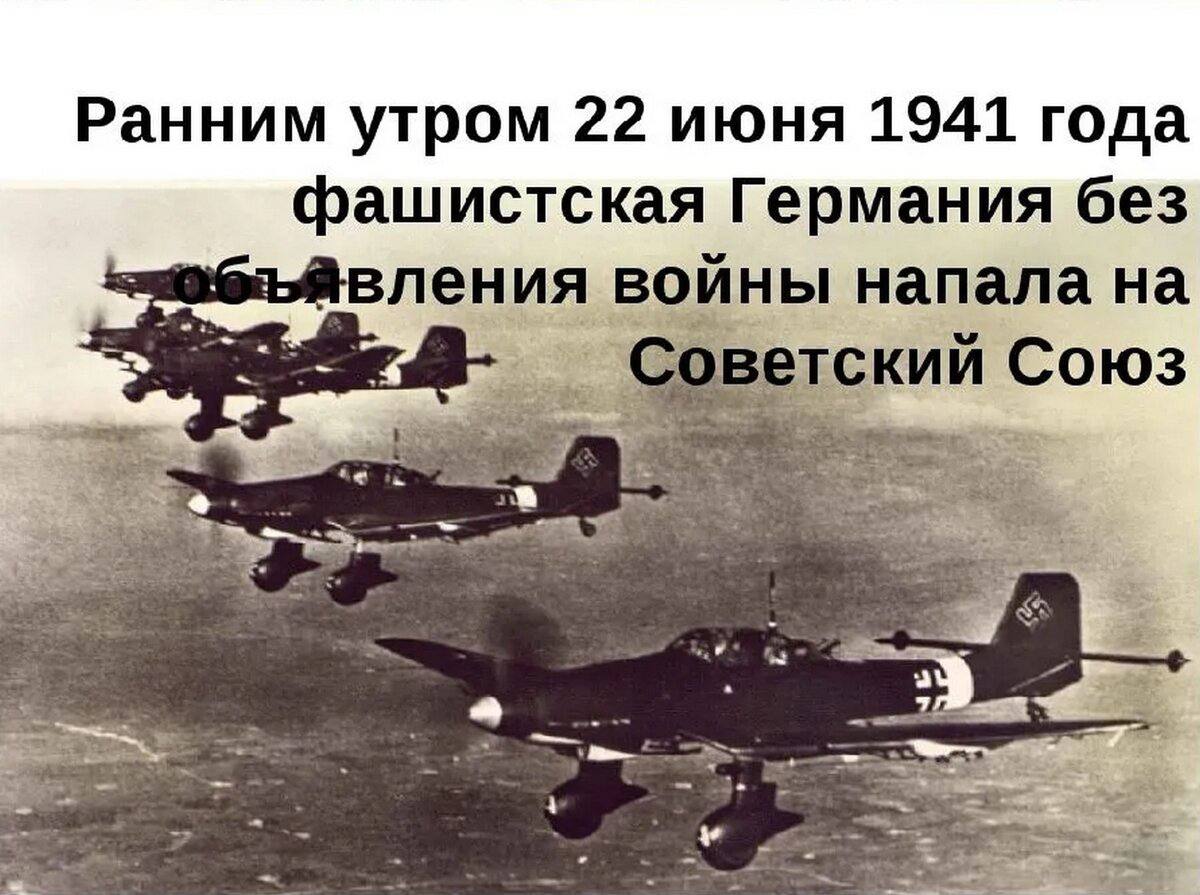 Ранним утром 22 июня 1941 года
фашистская Германия без
объявления войны напала на
Советский Союз